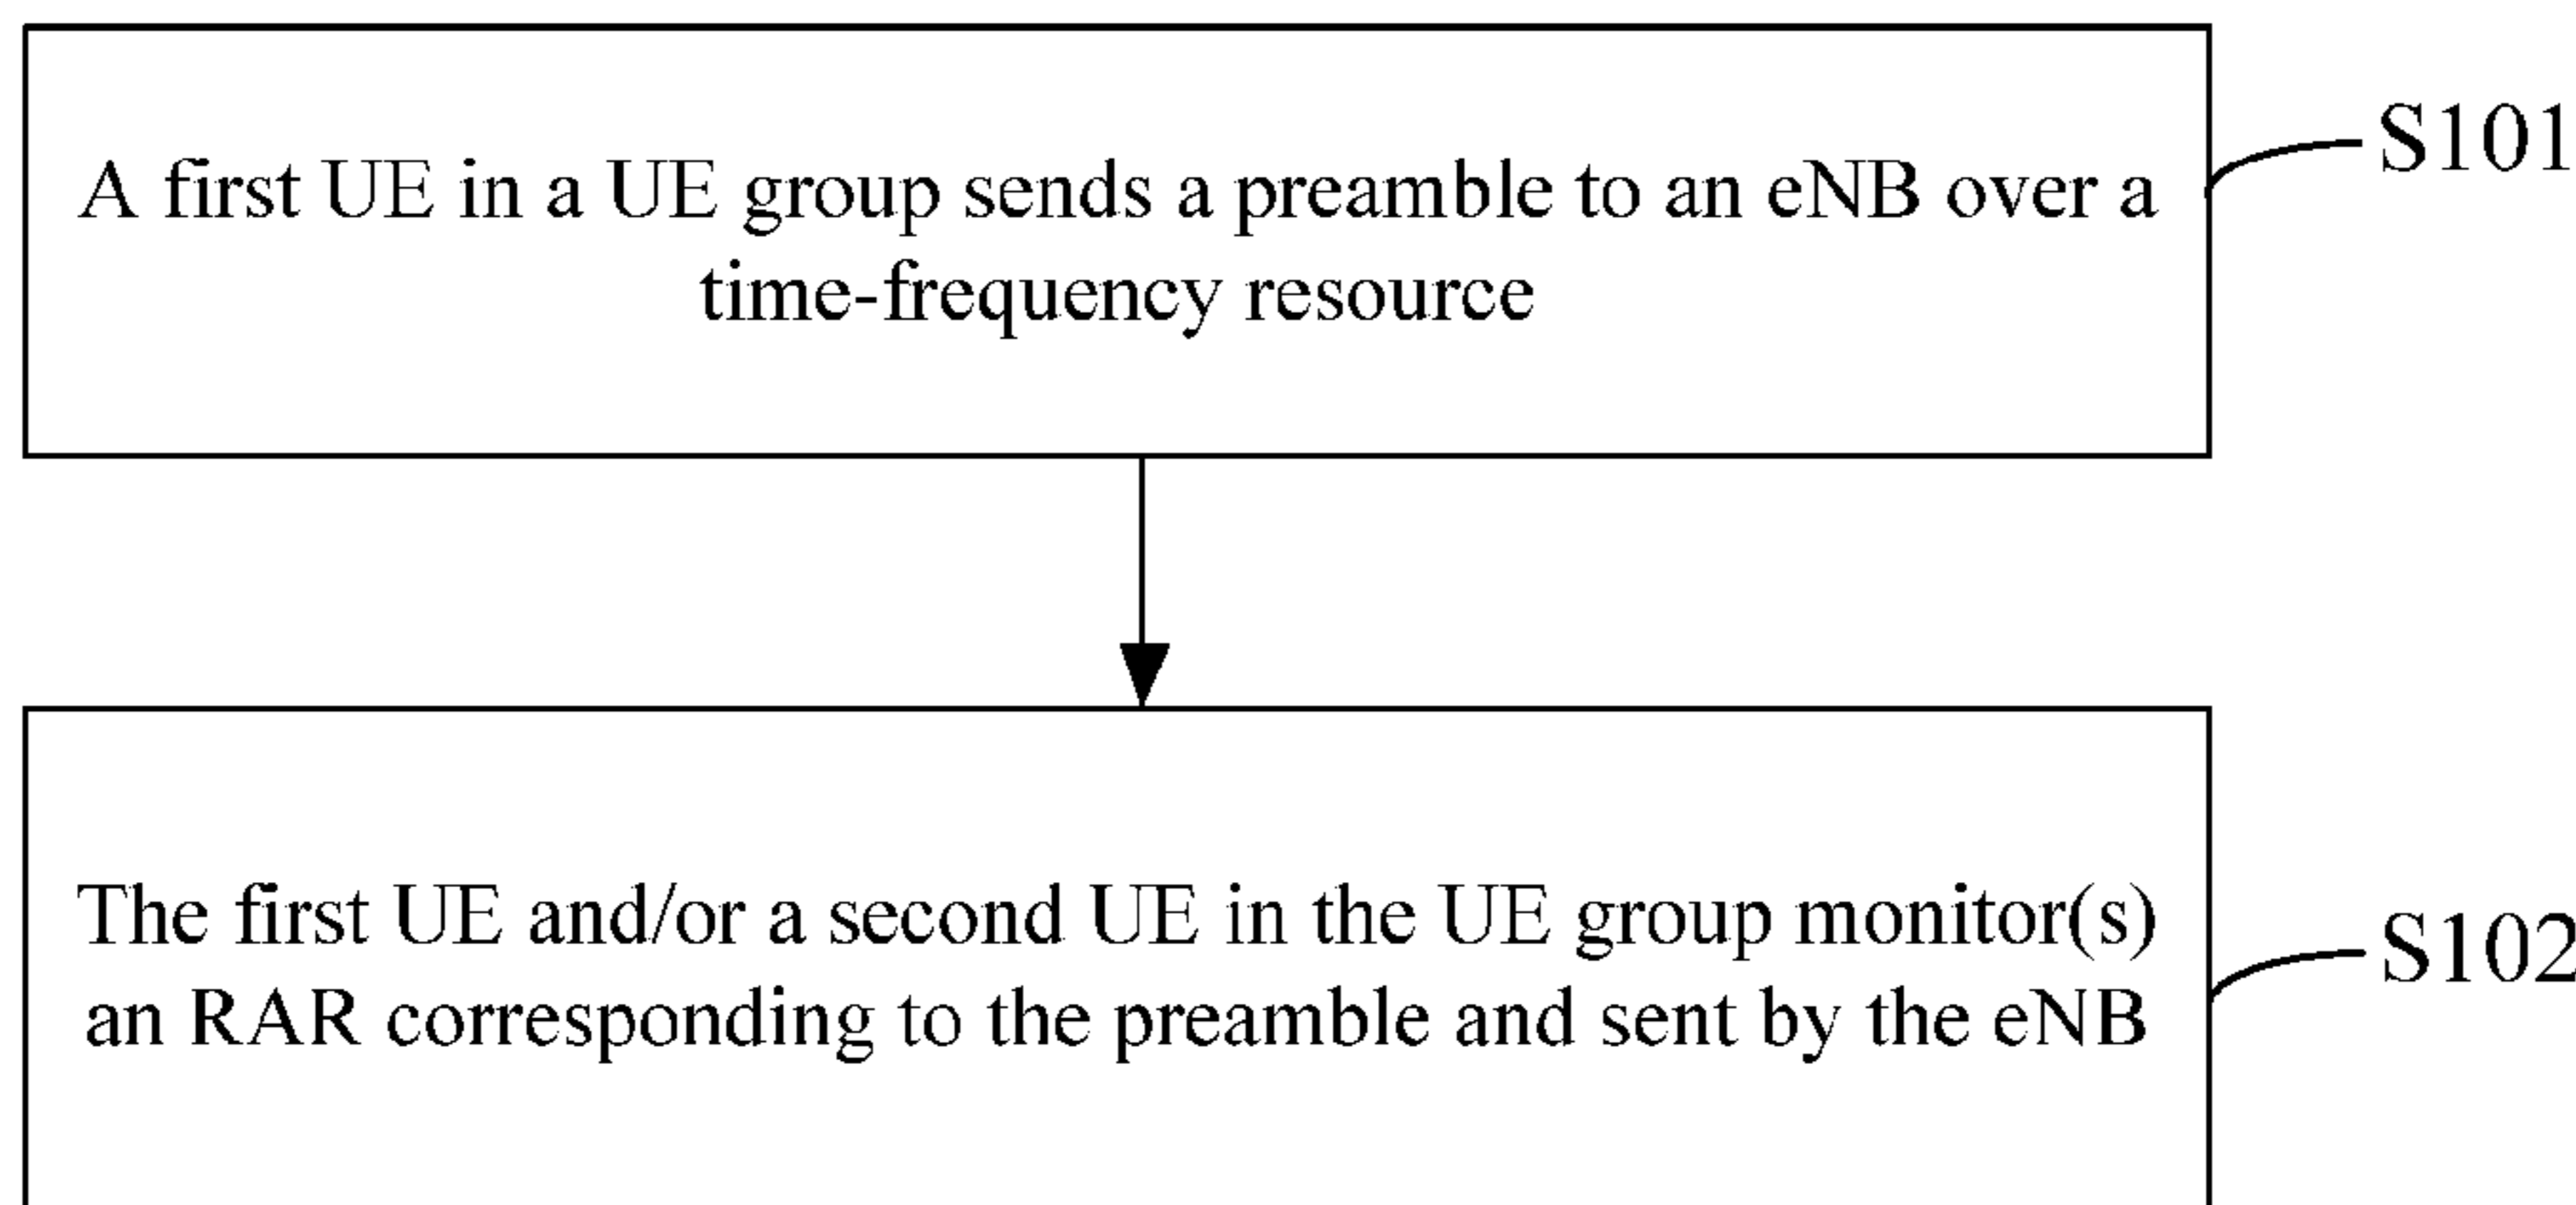 A first UE in a UE group sends a preamble to an eNB over a
time-frequency resource
S101
The first UE and/or a second UE in the UE group monitor(s)
an RAR corresponding to the preamble and sent by the eNB
S102